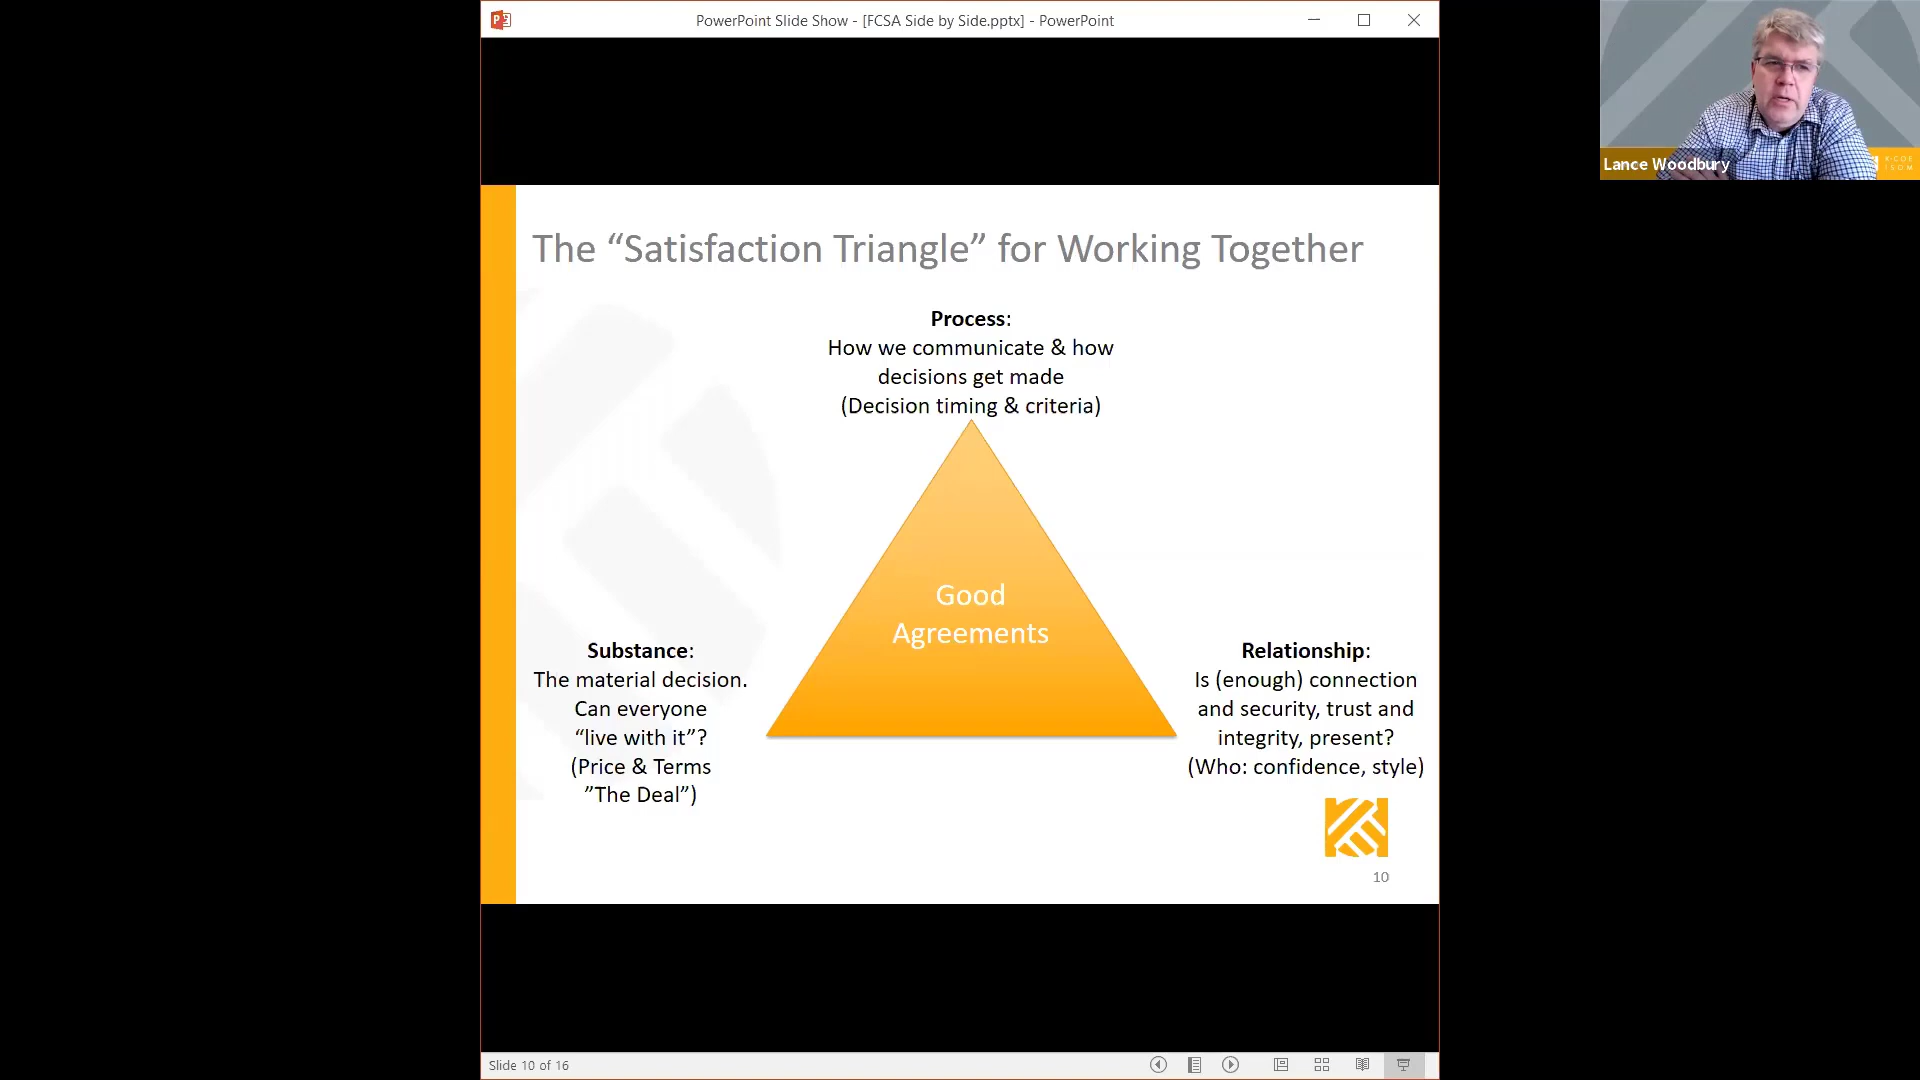 PowerPoint Slide Show - [FCSA Side by Side.pptx] - PowerPoint
Lance Woodbury
K·COE
ISOM
The “Satisfaction Triangle” for Working Together
Process:
How we communicate & how
decisions get made
(Decision timing & criteria)
Good
Agreements
Substance:
The material decision.
Can everyone
“live with it”?
(Price & Terms
”The Deal”)
Relationship:
Is (enough) connection
and security, trust and
integrity, present?
(Who: confidence, style)
10
Slide 10 of 16